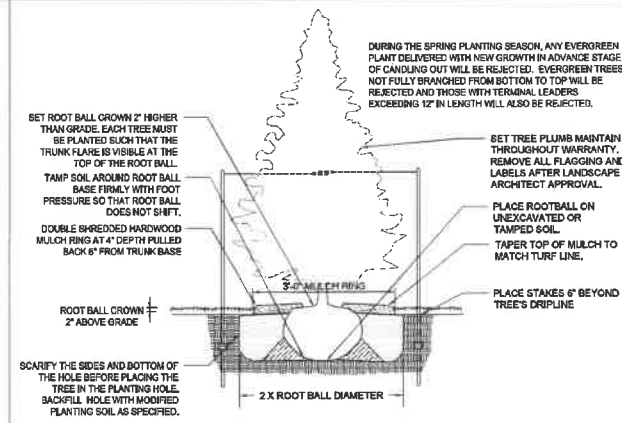 DURING THE SPRING PLANTING SEASON, ANY EVERGREEN
PLANT DELIVERED WITH NEW GROWTH IN ADVANCE STAGE
OF CANDLING OUT WILL BE REJECTED. EVERGREEN TREES
NOT FULLY BRANCHED FROM BOTTOM TO TOP WILL BE
REJECTED AND THOSE WITH TERMINAL LEADERS
EXCEEDING 12" IN LENGTH WILL ALSO BE REJECTED.
SET ROOT BALL CROWN 2" HIGHER
THAN GRADE. EACH TREE MUST
BE PLANTED SUCH THAT THE
TRUNK FLARE IS VISIBLE AT THE
TOP OF THE ROOT BALL.
TAMP SOIL AROUND ROOT BALL
BASE FIRMLY WITH FOOT
PRESSURE SO THAT ROOT BALL
DOES NOT SHIFT.
DOUBLE SHREDDED HARDWOOD
MULCH RING AT 4" DEPTH PULLED
BACK 6" FROM TRUNK BASE
ROOT BALL CROWN
2" ABOVE GRADE
SCARIFY THE SIDES AND BOTTOM OF
THE HOLE BEFORE PLACING THE
TREE IN THE PLANTING HOLE.
BACKFILL HOLE WITH MODIFIED
PLANTING SOIL AS SPECIFIED.
3'-0" MULCH RING
2 X ROOT BALL DIAMETER
SET TREE PLUMB MAINTAIN
THROUGHOUT WARRANTY.
REMOVE ALL FLAGGING AND
LABELS AFTER LANDSCAPE
ARCHITECT APPROVAL.
PLACE ROOTBALL ON
UNEXCAVATED OR
TAMPED SOIL.
TAPER TOP OF MULCH TO
MATCH TURF LINE.
PLACE STAKES 6" BEYOND
TREE'S DRIPLINE